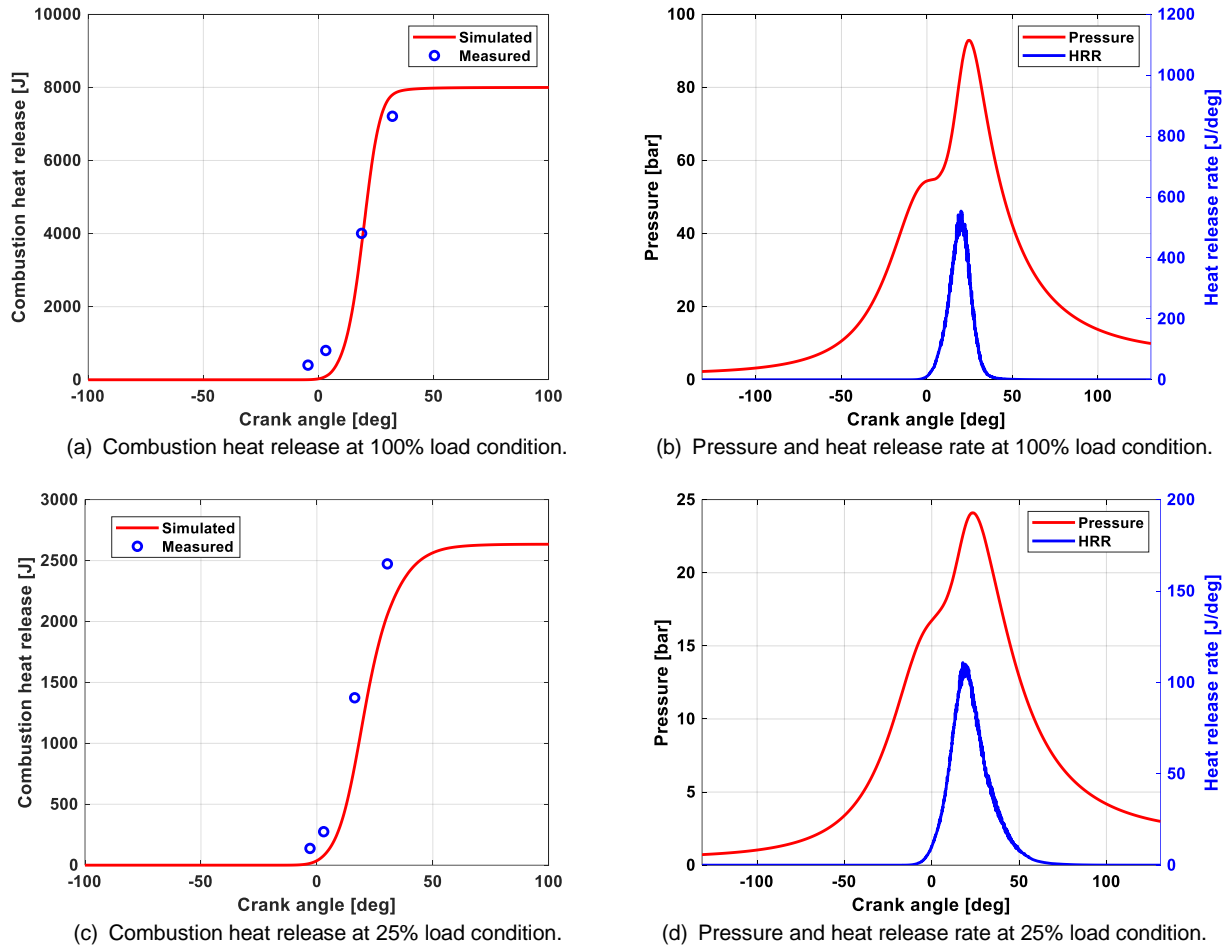 10000
8000
6000
4000
2000
0
-100
-50
0
50
100
Combustion heat release [J]
Crank angle [deg]
Simulated
Measured
(a) Combustion heat release at 100% load condition.
100
80
60
40
20
0
1200
1000
800
600
400
200
0
-100
-50
0
50
100
Pressure [bar]
Heat release rate [J/deg]
Crank angle [deg]
Pressure
HRR
(b) Pressure and heat release rate at 100% load condition.
3000
2500
2000
1500
1000
500
0
-100
-50
0
50
100
Combustion heat release [J]
Crank angle [deg]
Simulated
Measured
(c) Combustion heat release at 25% load condition.
25
20
15
10
5
0
200
150
100
50
0
-100
-50
0
50
100
Pressure [bar]
Heat release rate [J/deg]
Crank angle [deg]
Pressure
HRR
(d) Pressure and heat release rate at 25% load condition.